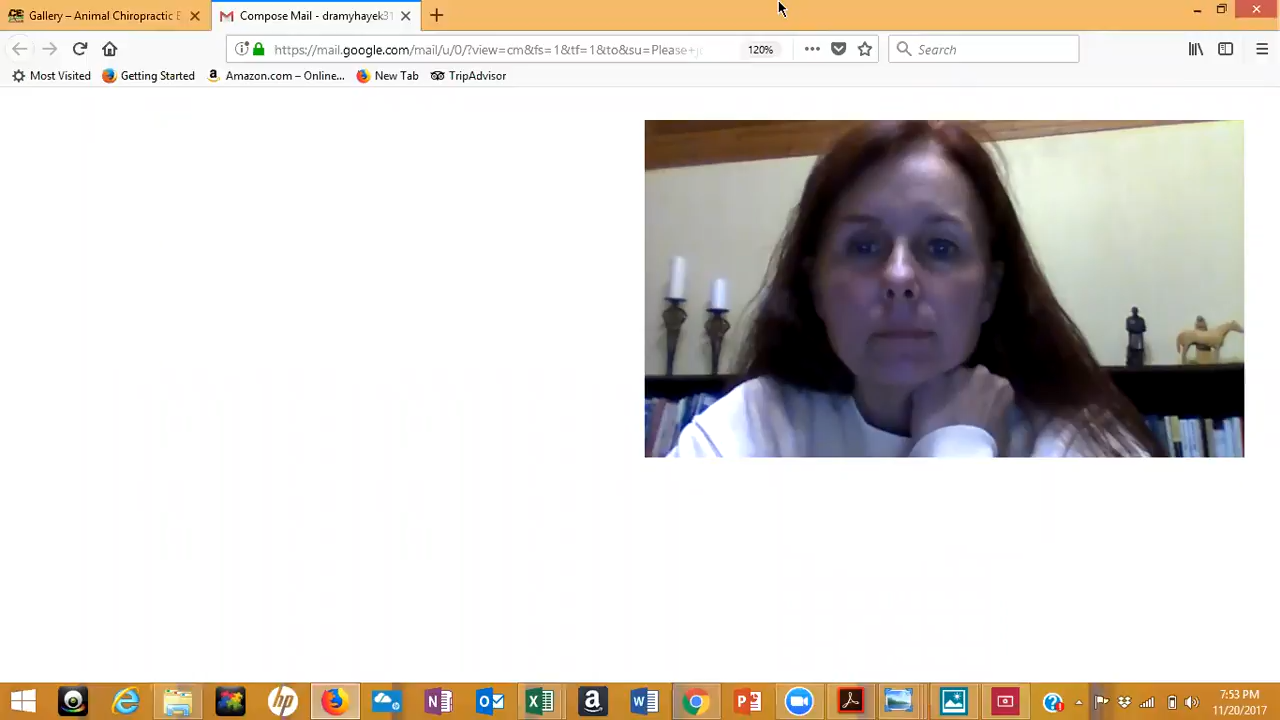 Gallery – Animal Chiropractic E
Compose Mail - dramyhayek31
https://mail.google.com/mail/u/0/?view=cm&fs=1&tf=1&to&su=Please+j
120%
Search
Most Visited
Getting Started
Amazon.com – Online...
New Tab
TripAdvisor
7:53 PM
11/20/2017